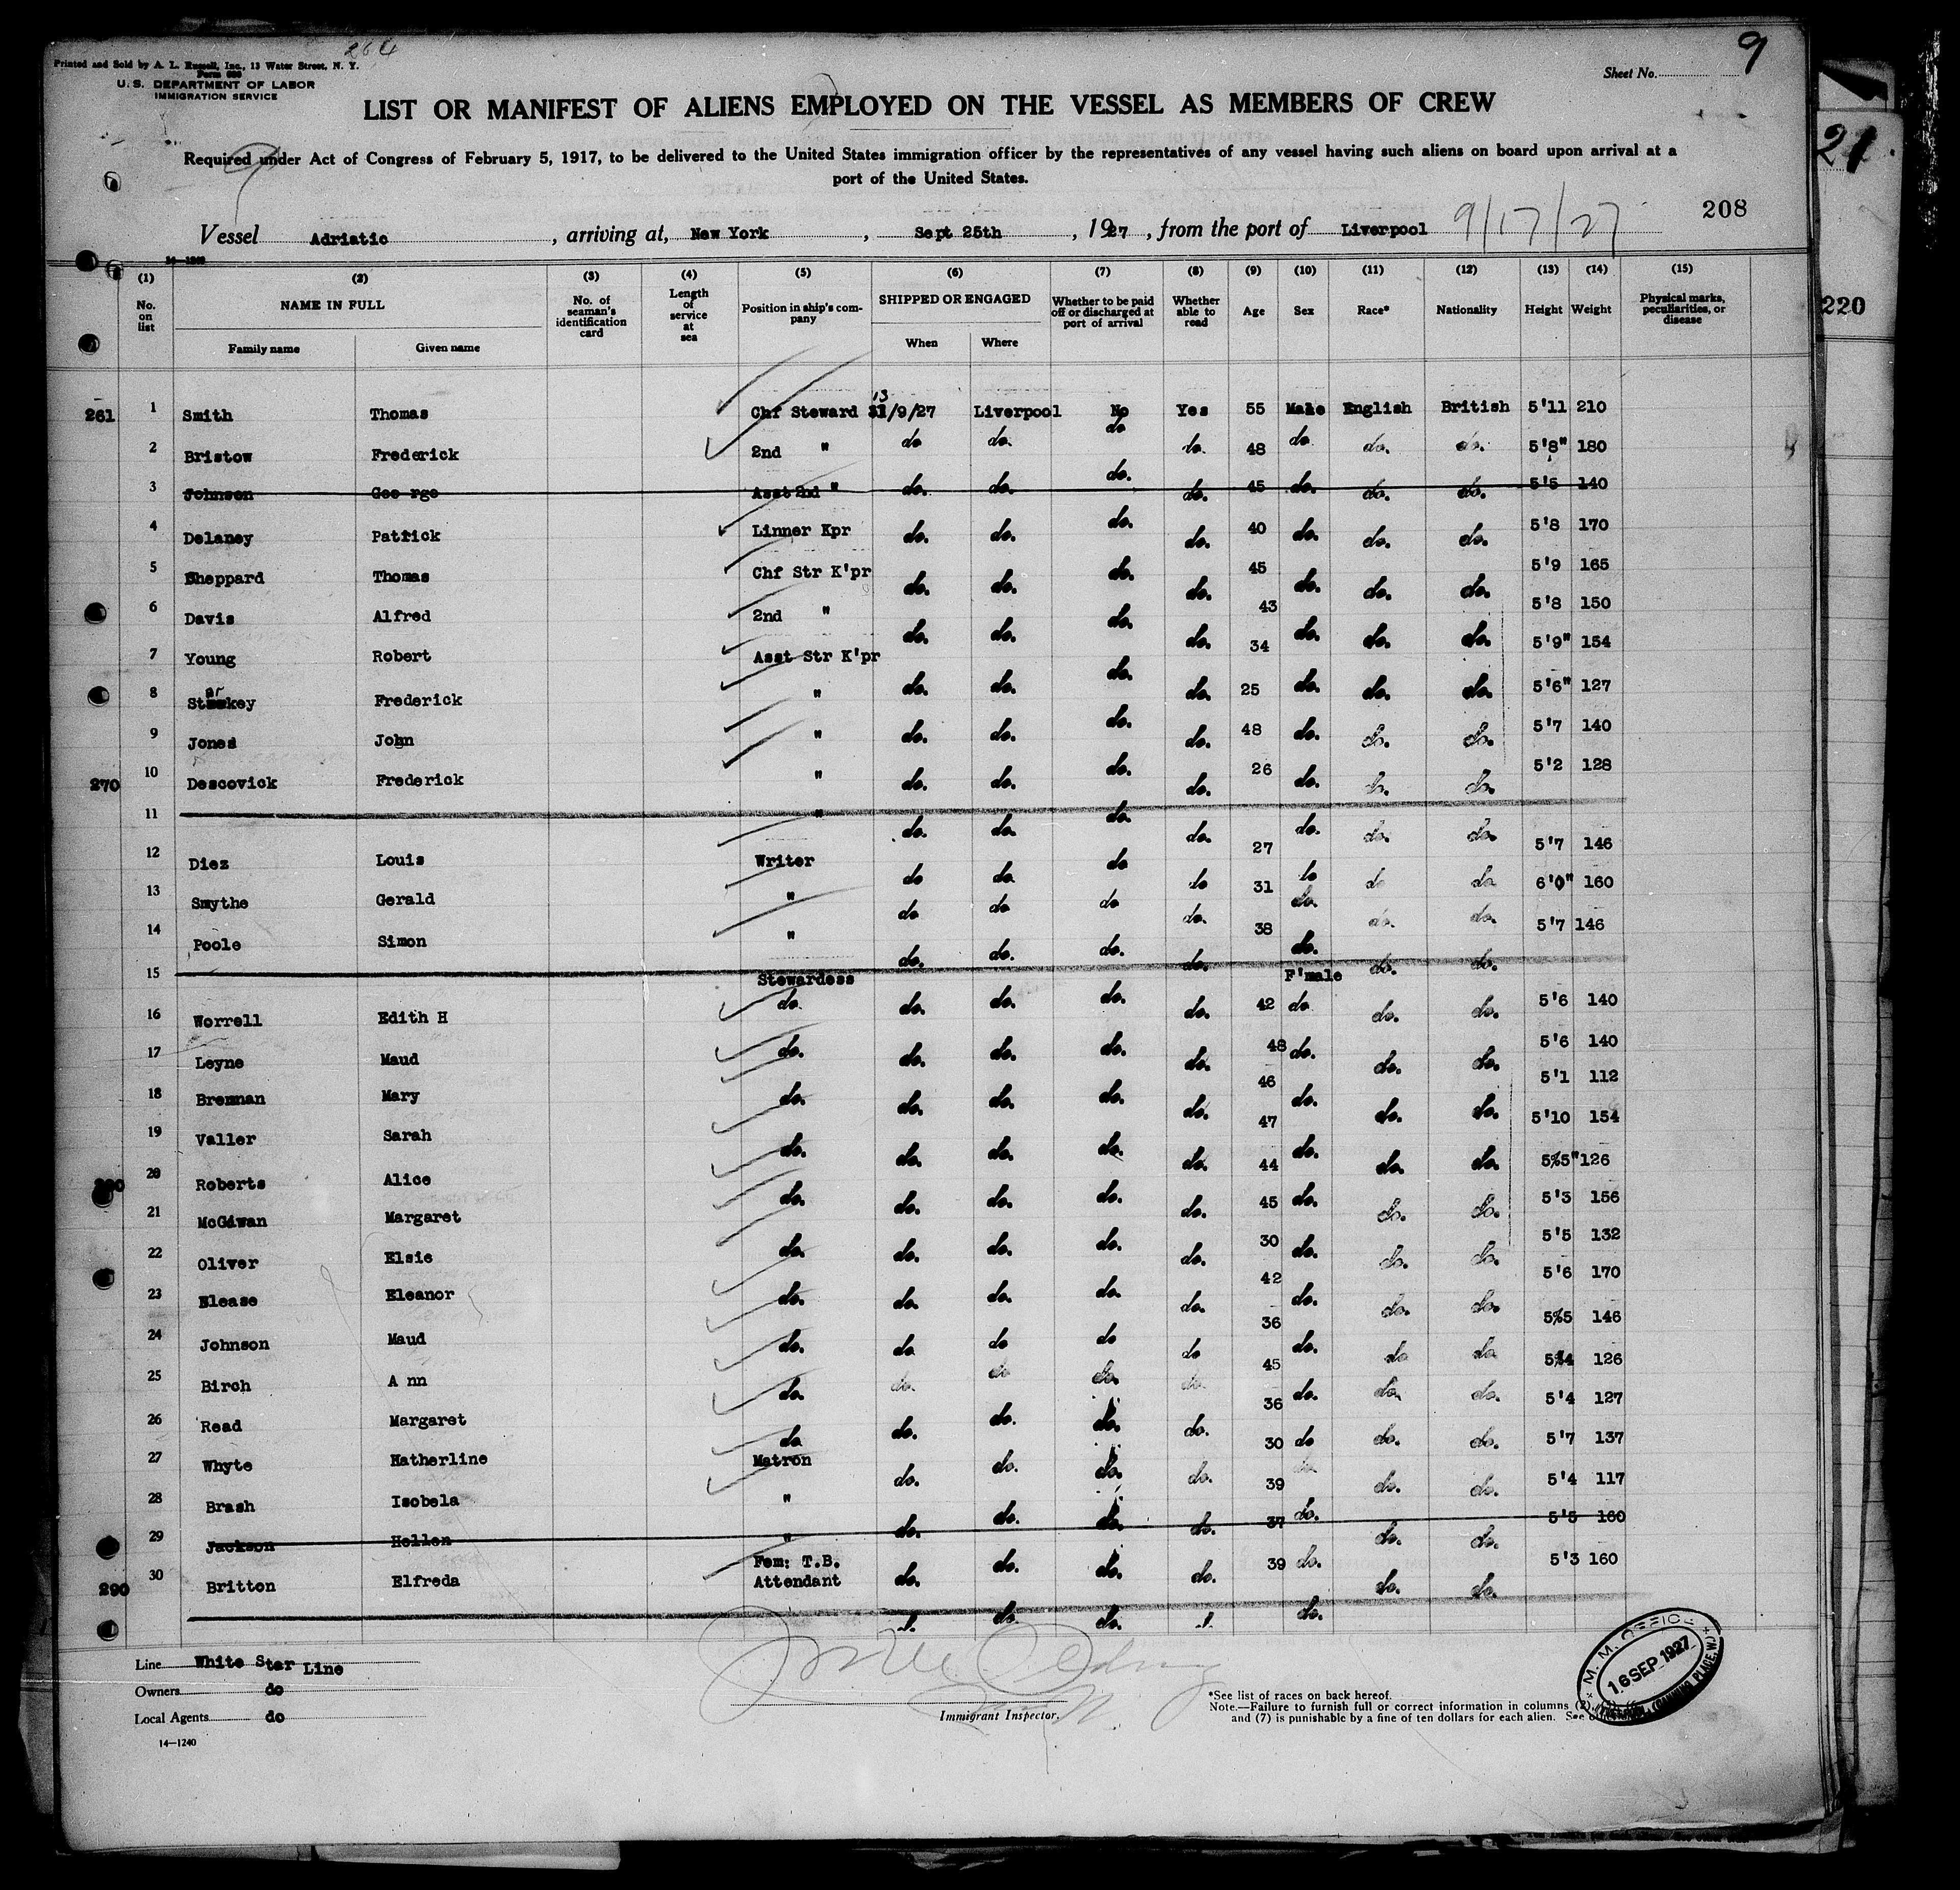 264
Printed and Sold by A. L. Russell, Inc., 13 Water Street, N. Y.
Form 680
U. S. DEPARTMENT OF LABOR
IMMIGRATION SERVICE
Sheet No. 9
LIST OR MANIFEST OF ALIENS EMPLOYED ON THE VESSEL AS MEMBERS OF CREW
Required under Act of Congress of February 5, 1917, to be delivered to the United States immigration officer by the representatives of any vessel having such aliens on board upon arrival at a
port of the United States.
208
Vessel Adriatic, arriving at, New York, Sept 25th, 1927, from the port of Liverpool 9/17/27
21
220
14-1240
(1) (2) (3) (4) (5) (6) (7) (8) (9) (10) (11) (12) (13) (14) (15)
No. on list NAME IN FULL No. of seaman's identification card Length of service at sea Position in ship's company SHIPPED OR ENGAGED Whether to be paid off or discharged at port of arrival Whether able to read Age Sex Race* Nationality Height Weight Physical marks, peculiarities, or disease
Family name Given name When Where
261 1 Smith Thomas Chf Steward 13/9/27 Liverpool No Yes 55 Male English British 5'11 210
2 Bristow Frederick 2nd " do do. do do. 48 do. do. do. 5'8" 180
3 Johnson Geo rge Asst 2nd " do. do. do. do. 45 do. do. do. 5'5 140
4 Delaney Patrick Linner Kpr do. do. do. do. 40 do. do. do. 5'8 170
5 Sheppard Thomas Chf Str K'pr do. do. do. do. 45 do. do. do. 5'9 165
6 Davis Alfred 2nd " do. do. do. do. 43 do. do. do. 5'8 150
7 Young Robert Asst Str K'pr do. do. do. do. 34 do. do. do. 5'9" 154
8 Starkey Frederick " do. do. do. do. 25 do. do. do. 5'6" 127
9 Jones John " do. do. do. do. 48 do. do. do. 5'7 140
270 10 Descovick Frederick " do. do. do. do. 26 do. do. do. 5'2 128
11 " do. do. do. do. do. do. do.
12 Diez Louis Writer do do do do 27 do do do 5'7 146
13 Smythe Gerald " do do do do. 31 do. do. do. 6'0" 160
14 Poole Simon " do. do. do. do. 38 do. do. do. 5'7 146
15 Stewardess F'male
16 Worrell Edith H do. do. do. do. do. 42 do do. do. 5'6 140
17 Leyne Maud do. do. do. do. do. 48 do. do. do. 5'6 140
18 Brennan Mary do. do. do. do. do. 46 do. do. do. 5'1 112
19 Valler Sarah do. do. do. do. do. 47 do. do. do. 5'10 154
20 Roberts Alice do. do. do. do. do. 44 do. do. do. 5%5" 126
21 McGiwan Margaret do. do. do. do. do. 45 do. do. do. 5'3 156
22 Oliver Elsie do. do. do. do. do. 30 do. do. do. 5'5 132
23 Elease Eleanor do. do do do do 42 do. do do 5'6 170
24 Johnson Maud do. do. do do. do. 36 do. do. do. 5%5 146
25 Birch A nn do do. do. do. do. 45 do do. do. 5%4 126
26 Read Margaret 36 5'4 127
27 Whyte Katherline Matron do. do. do. do. 30 do. do. do. 5'7 137
28 Brash Isobela " do. do. do. do. 39 do. do. do. 5'4 117
29 Jackson Hellen " do. do. do. do. 37 do. do. do. 5'5 160
290 30 Britton Elfreda Fem: T.B. Attendant do. do. do. 39 do. 5'3 160
Line White Star Line
Owners do
Local Agents do
14—1240
Immigrant Inspector.
*See list of races on back hereof.
Note.—Failure to furnish full or correct information in columns (2),
and (7) is punishable by a fine of ten dollars for each alien. See
M. M. OFFICE
16 SEP 1927
(CANNING PLACE, W.)